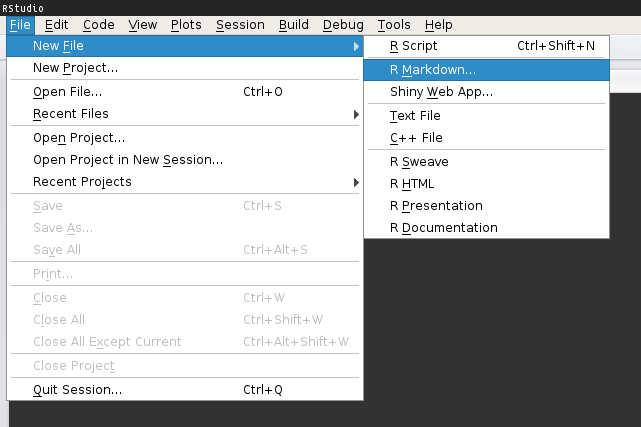 RStudio
File Edit Code View Plots Session Build Debug Tools Help
New File
New Project...
Open File... Ctrl+O
Recent Files
Open Project...
Open Project in New Session...
Recent Projects
Save Ctrl+S
Save As...
Save All Ctrl+Alt+S
Print...
Close Ctrl+W
Close All Ctrl+Shift+W
Close All Except Current Ctrl+Alt+Shift+W
Close Project
Quit Session... Ctrl+Q
R Script Ctrl+Shift+N
R Markdown...
Shiny Web App...
Text File
C++ File
R Sweave
R HTML
R Presentation
R Documentation